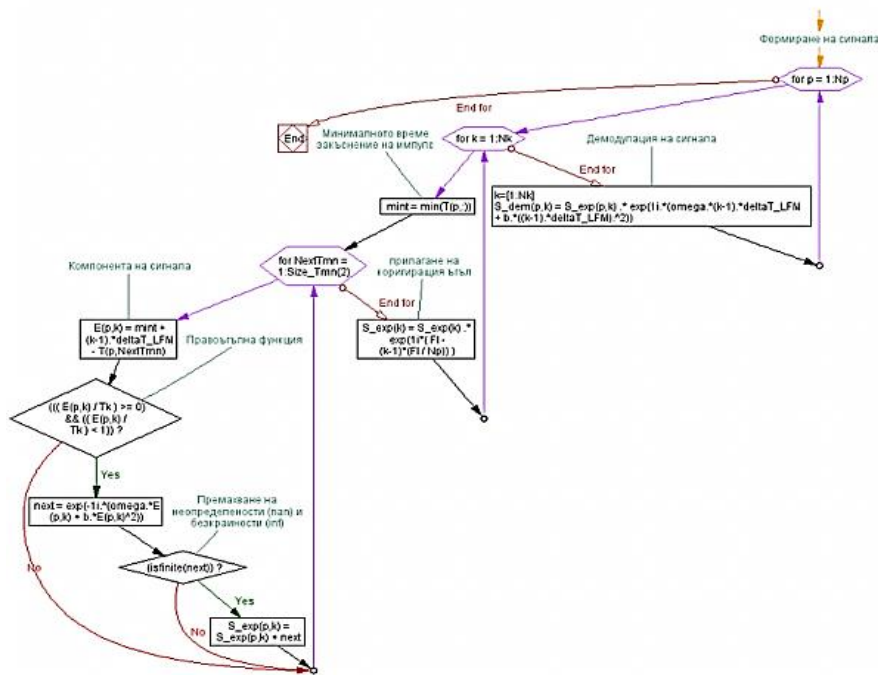 Формиране на сигнала
for p = 1:Np
End for
End
Минималното време
закъснение на импулс
for k = 1:Nk
Демодулация на сигнала
End for
mint = min(T(p,:))
k=[1:Nk]
S_dem(p,k) = S_exp(p,k) .* exp(1i.*(omega.*(k-1).*deltaT_LFM
+ b.*((k-1).*deltaT_LFM).^2))
for NextTmn =
1:Size_Tmn(2)
прилагане на
коригиращия ъгъл
Компонента на сигнала
End for
E(p,k) = mint +
(k-1).*deltaT_LFM
- T(p,NextTmn)
Правоъгълна функция
S_exp(k) = S_exp(k) .*
exp(1i*( FI -
(k-1)*(FI / Np)) )
((( E(p,k) / Tk ) >= 0)
&& (( E(p,k) /
Tk ) < 1)) ?
Yes
next = exp(-1i.*(omega.*E
(p,k) + b.*E(p,k)^2))
Премахване на
неопределености (nan) и
безкрайности (inf)
No
(isfinite(next)) ?
Yes
No
S_exp(p,k) =
S_exp(p,k) + next